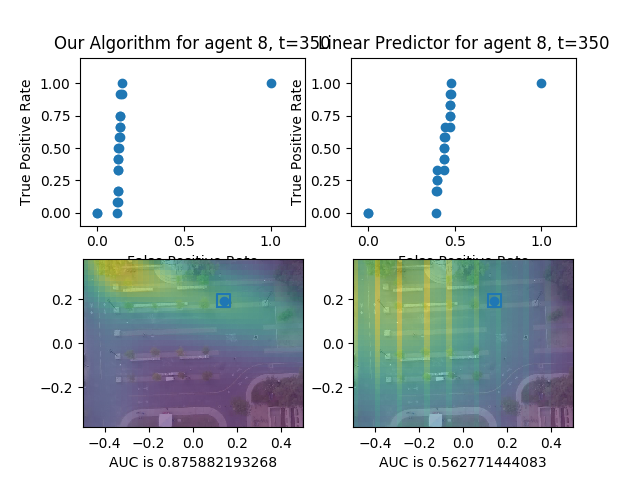 Our Algorithm for agent 8, t=350
Linear Predictor for agent 8, t=350
True Positive Rate
1.00
0.75
0.50
0.25
0.00
0.0 0.5 1.0
False Positive Rate
True Positive Rate
1.00
0.75
0.50
0.25
0.00
0.0 0.5 1.0
False Positive Rate
0.2
0.0
−0.2
−0.4 −0.2 0.0 0.2 0.4
AUC is 0.875882193268
0.2
0.0
−0.2
−0.4 −0.2 0.0 0.2 0.4
AUC is 0.562771444083